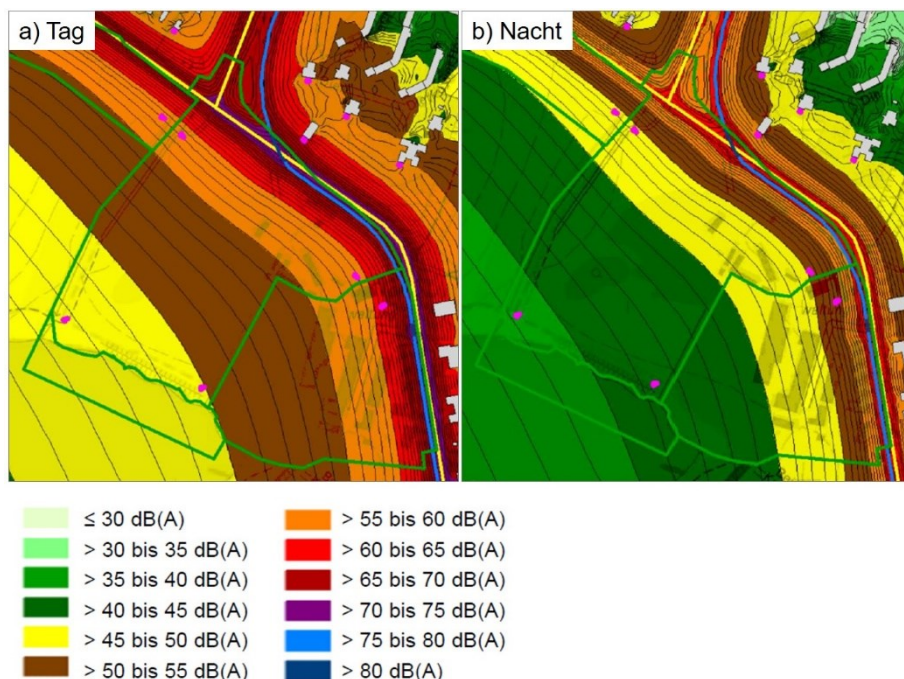 a) Tag
b) Nacht
≤ 30 dB(A)
> 30 bis 35 dB(A)
> 35 bis 40 dB(A)
> 40 bis 45 dB(A)
> 45 bis 50 dB(A)
> 50 bis 55 dB(A)
> 55 bis 60 dB(A)
> 60 bis 65 dB(A)
> 65 bis 70 dB(A)
> 70 bis 75 dB(A)
> 75 bis 80 dB(A)
> 80 dB(A)